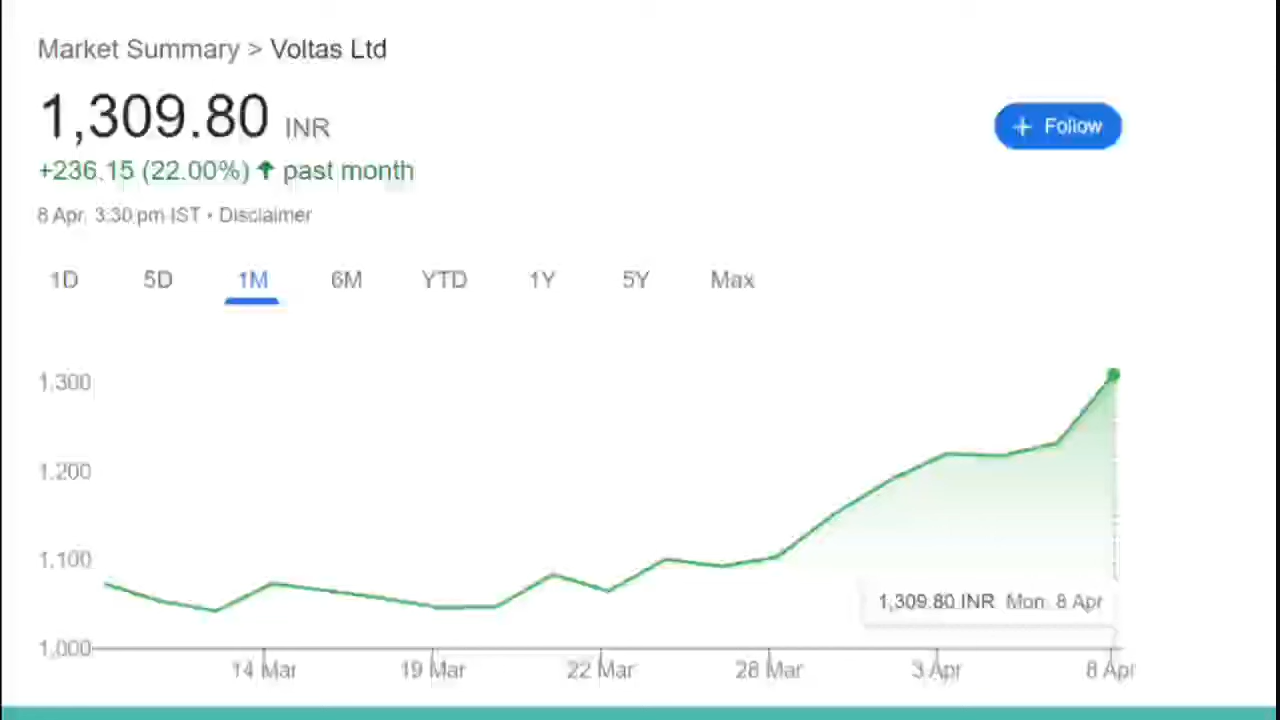 Market Summary > Voltas Ltd
1,309.80 INR
+ Follow
+236.15 (22.00%) ↑ past month
8 Apr, 3:30 pm IST • Disclaimer
1D 5D 1M 6M YTD 1Y 5Y Max
1,300
1,200
1,100
1,309.80 INR Mon, 8 Apr
1,000
14 Mar 19 Mar 22 Mar 28 Mar 3 Apr 8 Apr